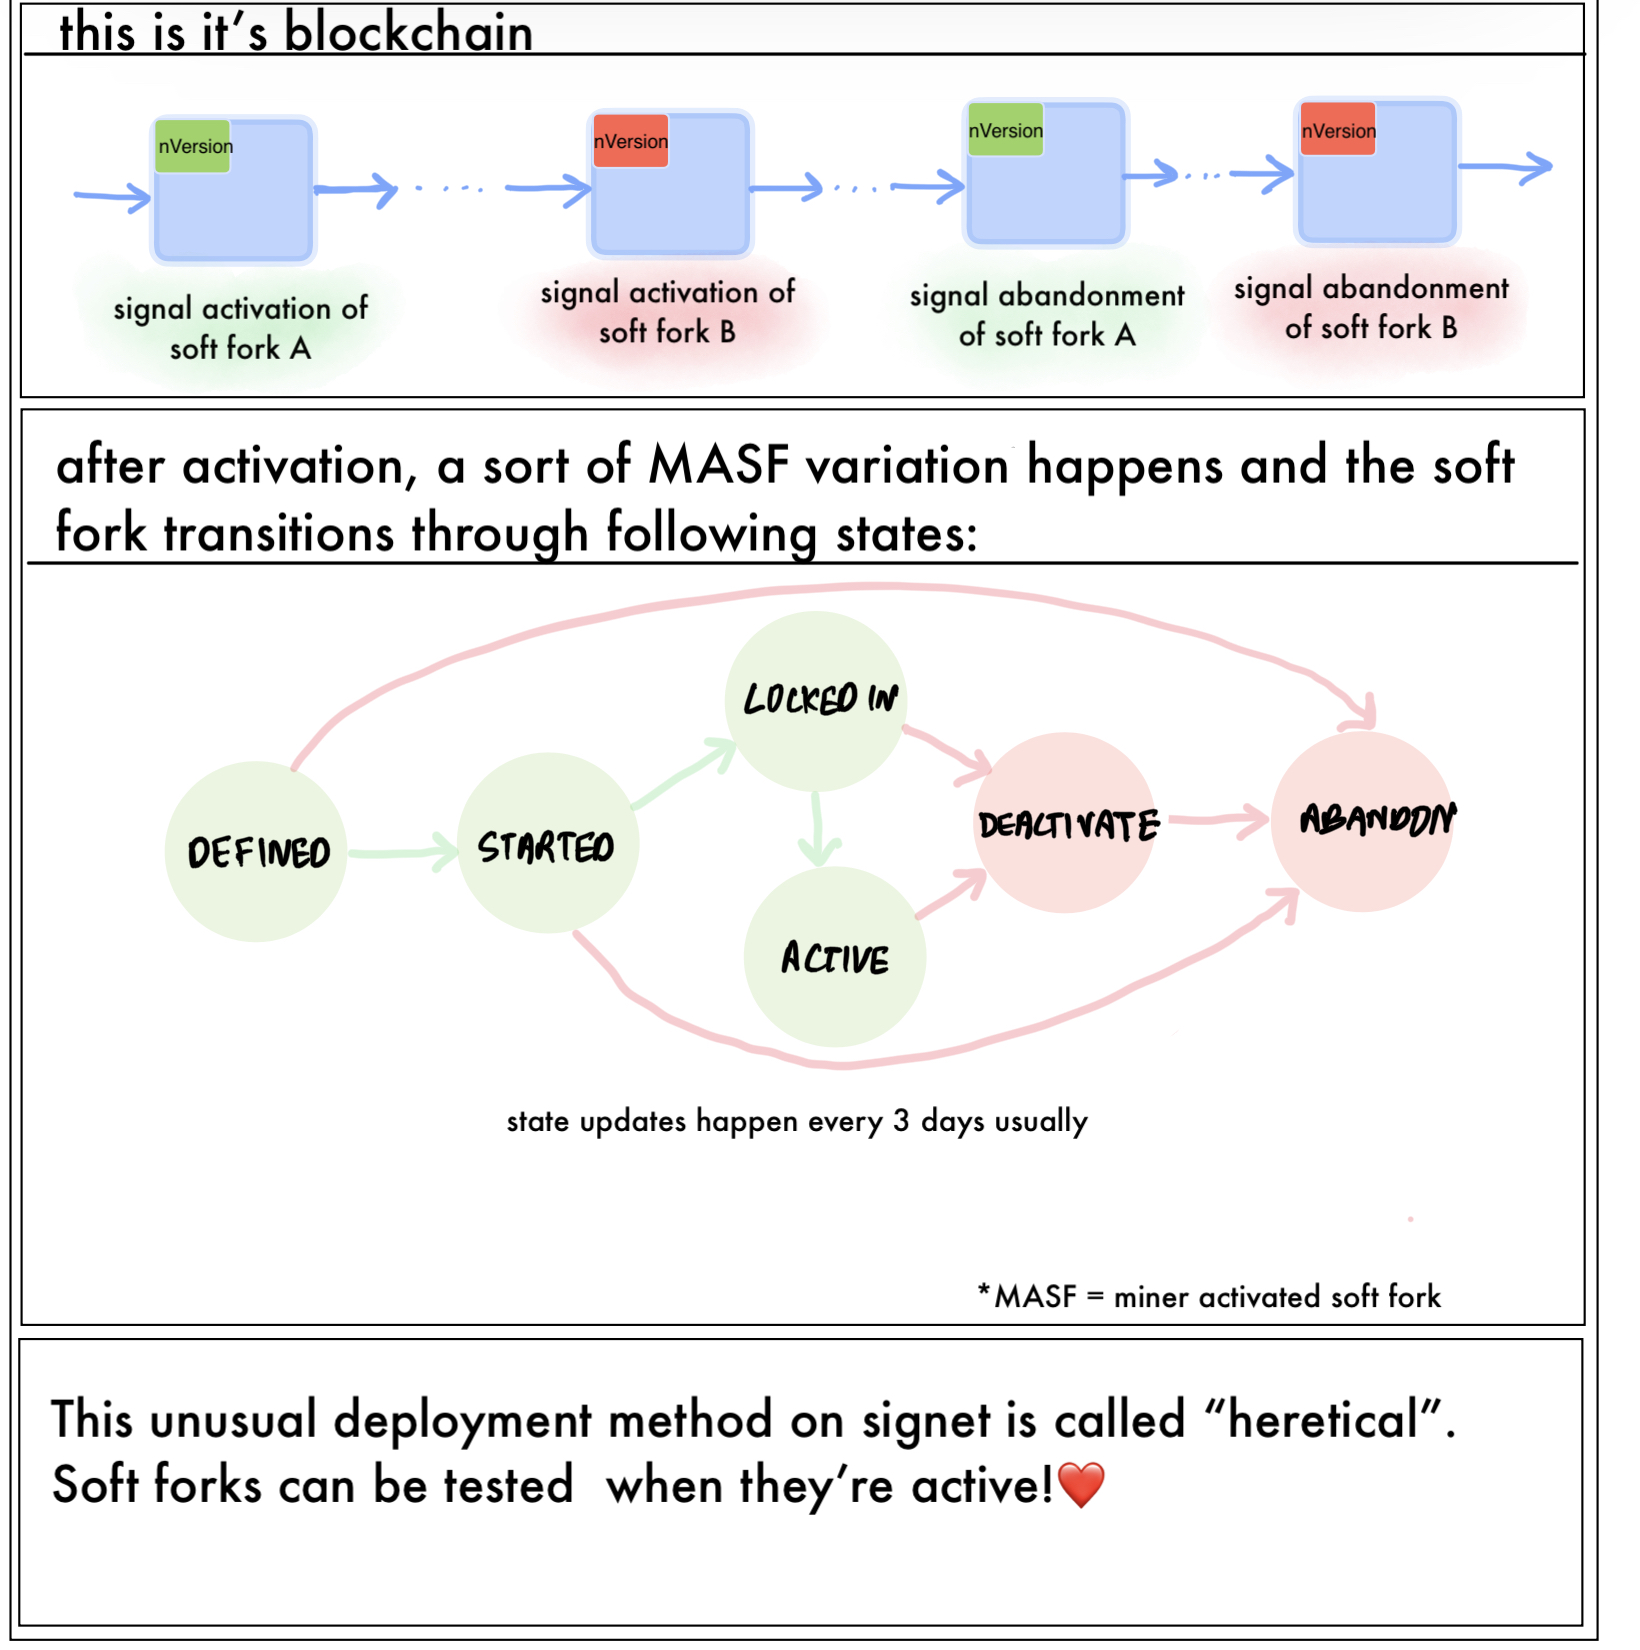 this is it’s blockchain
nVersion
nVersion
nVersion
nVersion
signal activation of
soft fork A
signal activation of
soft fork B
signal abandonment
of soft fork A
signal abandonment
of soft fork B
after activation, a sort of MASF variation happens and the soft
fork transitions through following states:
LOCKED IN
DEFINED
STARTED
DEACTIVATE
ABANDON
ACTIVE
state updates happen every 3 days usually
*MASF = miner activated soft fork
This unusual deployment method on signet is called “heretical”.
Soft forks can be tested  when they’re active!❤️